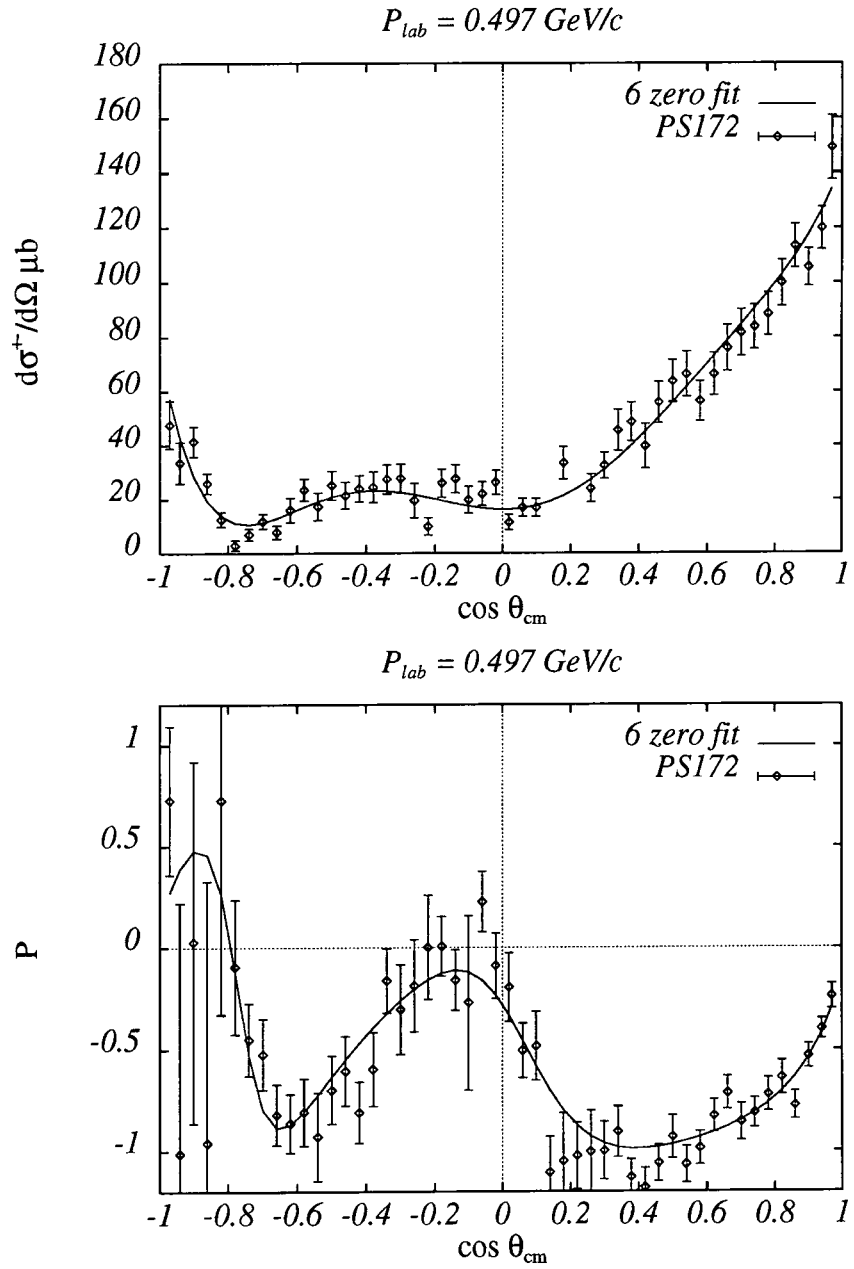 P_lab = 0.497 GeV/c
180
160
140
120
100
80
60
40
20
0
dσ⁺⁻/dΩ μb
6 zero fit
PS172
-1 -0.8 -0.6 -0.4 -0.2 0 0.2 0.4 0.6 0.8 1
cos θ_cm
P_lab = 0.497 GeV/c
1
0.5
0
-0.5
-1
P
6 zero fit
PS172
-1 -0.8 -0.6 -0.4 -0.2 0 0.2 0.4 0.6 0.8 1
cos θ_cm